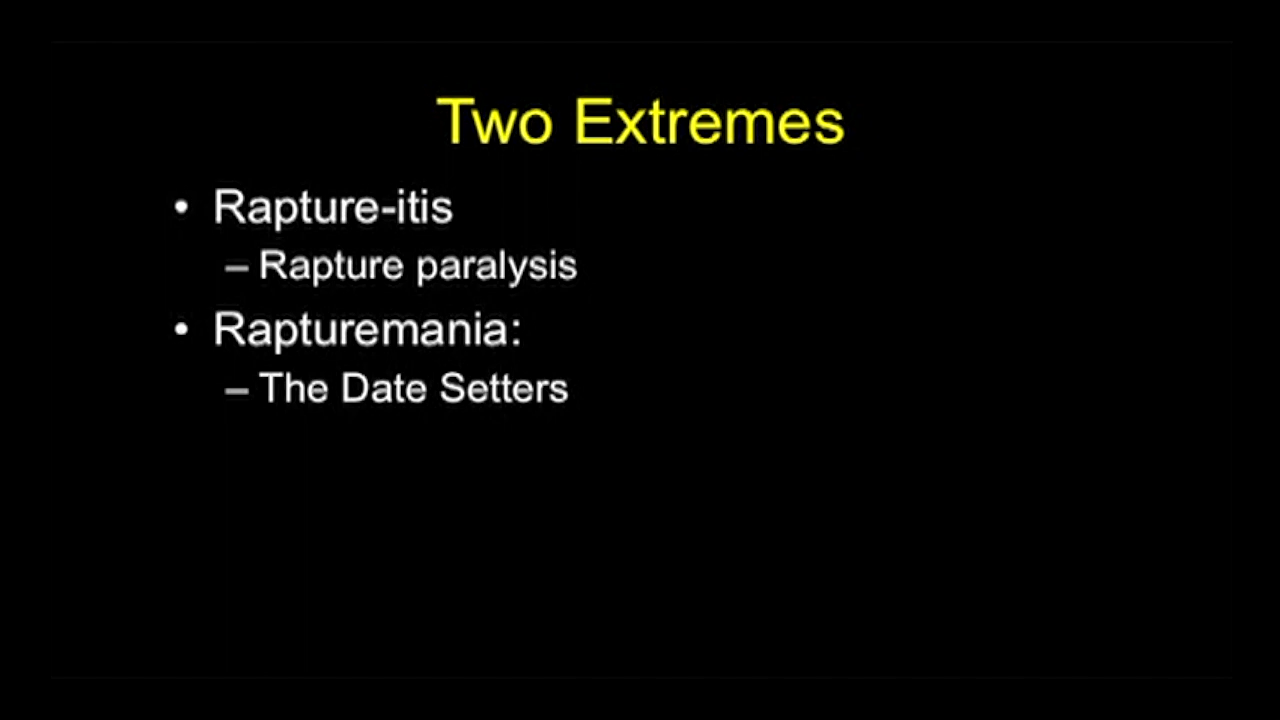 Two Extremes
• Rapture-itis
– Rapture paralysis
• Rapturemania:
– The Date Setters